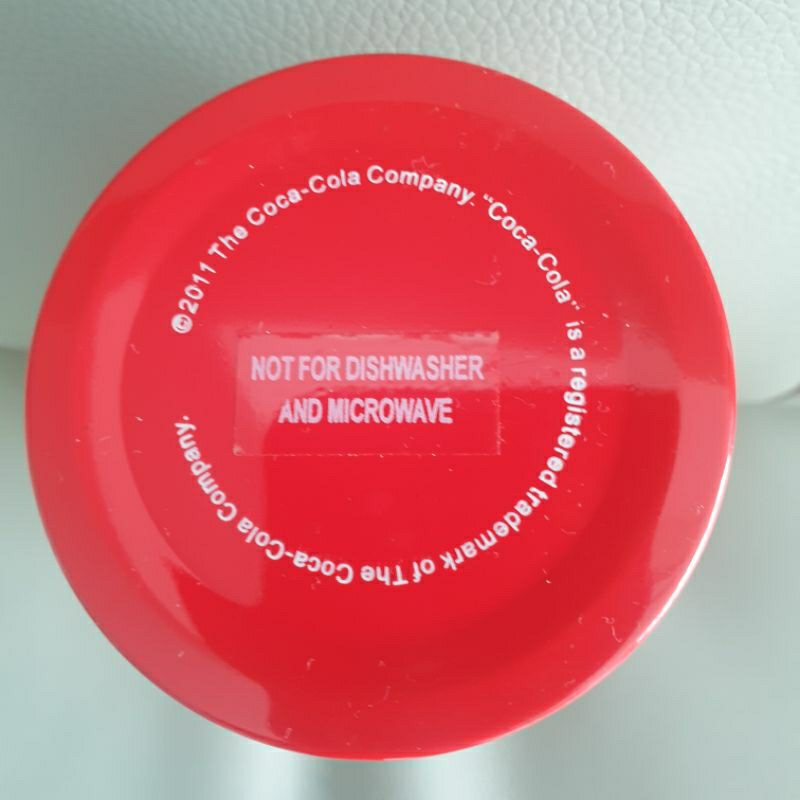 ©2011 The Coca-Cola Company. "Coca-Cola" is a registered trademark of The Coca-Cola Company.
NOT FOR DISHWASHER
AND MICROWAVE